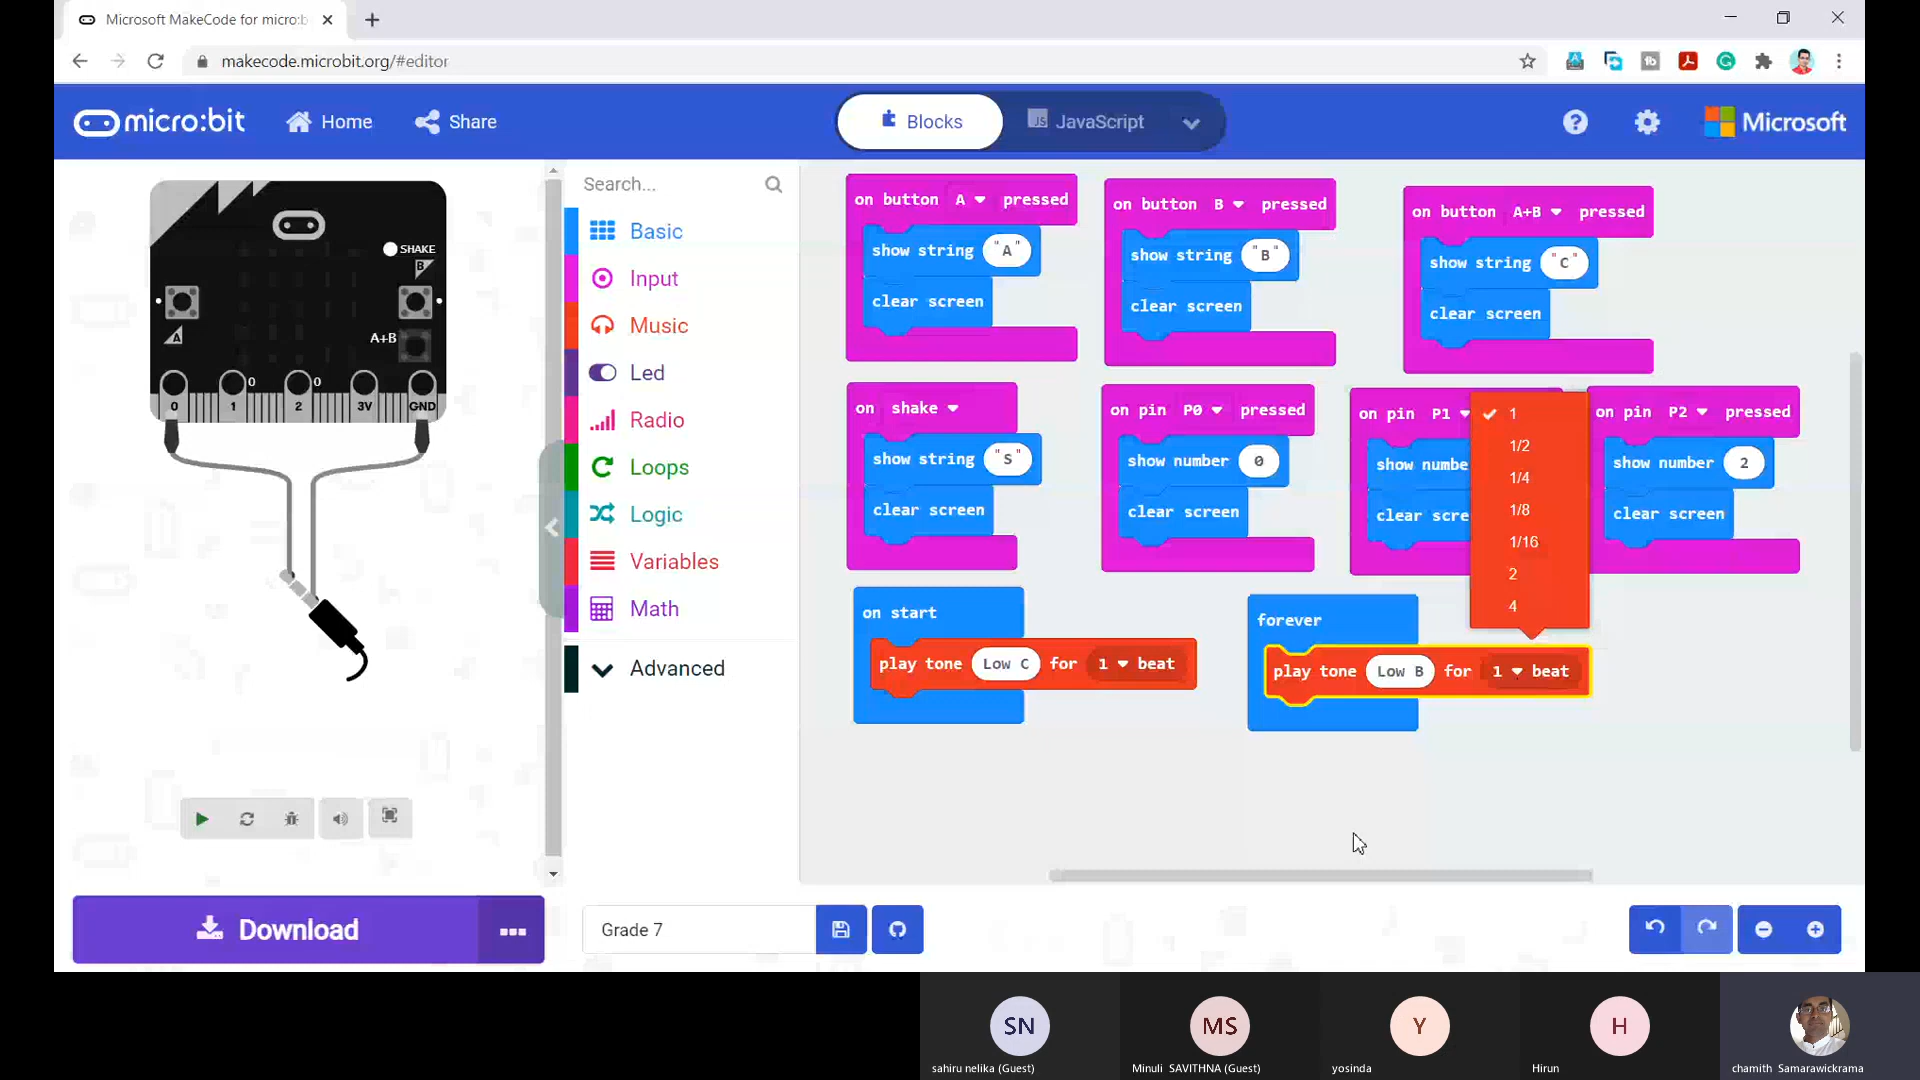 Microsoft MakeCode for micro:b
makecode.microbit.org/#editor
micro:bit
Home
Share
Blocks
JS
JavaScript
Microsoft
SHAKE
B
A
A+B
0
0
0
1
2
3V
GND
Search...
Basic
Input
Music
Led
Radio
Loops
Logic
Variables
Math
Advanced
on button A pressed
show string "A"
clear screen
on button B pressed
show string "B"
clear screen
on button A+B pressed
show string "C"
clear screen
on shake
show string "S"
clear screen
on pin P0 pressed
show number 0
clear screen
on pin P1
show numbe
clear scre
1
1/2
1/4
1/8
1/16
2
4
on pin P2 pressed
show number 2
clear screen
on start
play tone Low C for 1 beat
forever
play tone Low B for 1 beat
Download
Grade 7
SN
sahiru nelika (Guest)
MS
Minuli SAVITHNA (Guest)
Y
yosinda
H
Hirun
chamith Samarawickrama